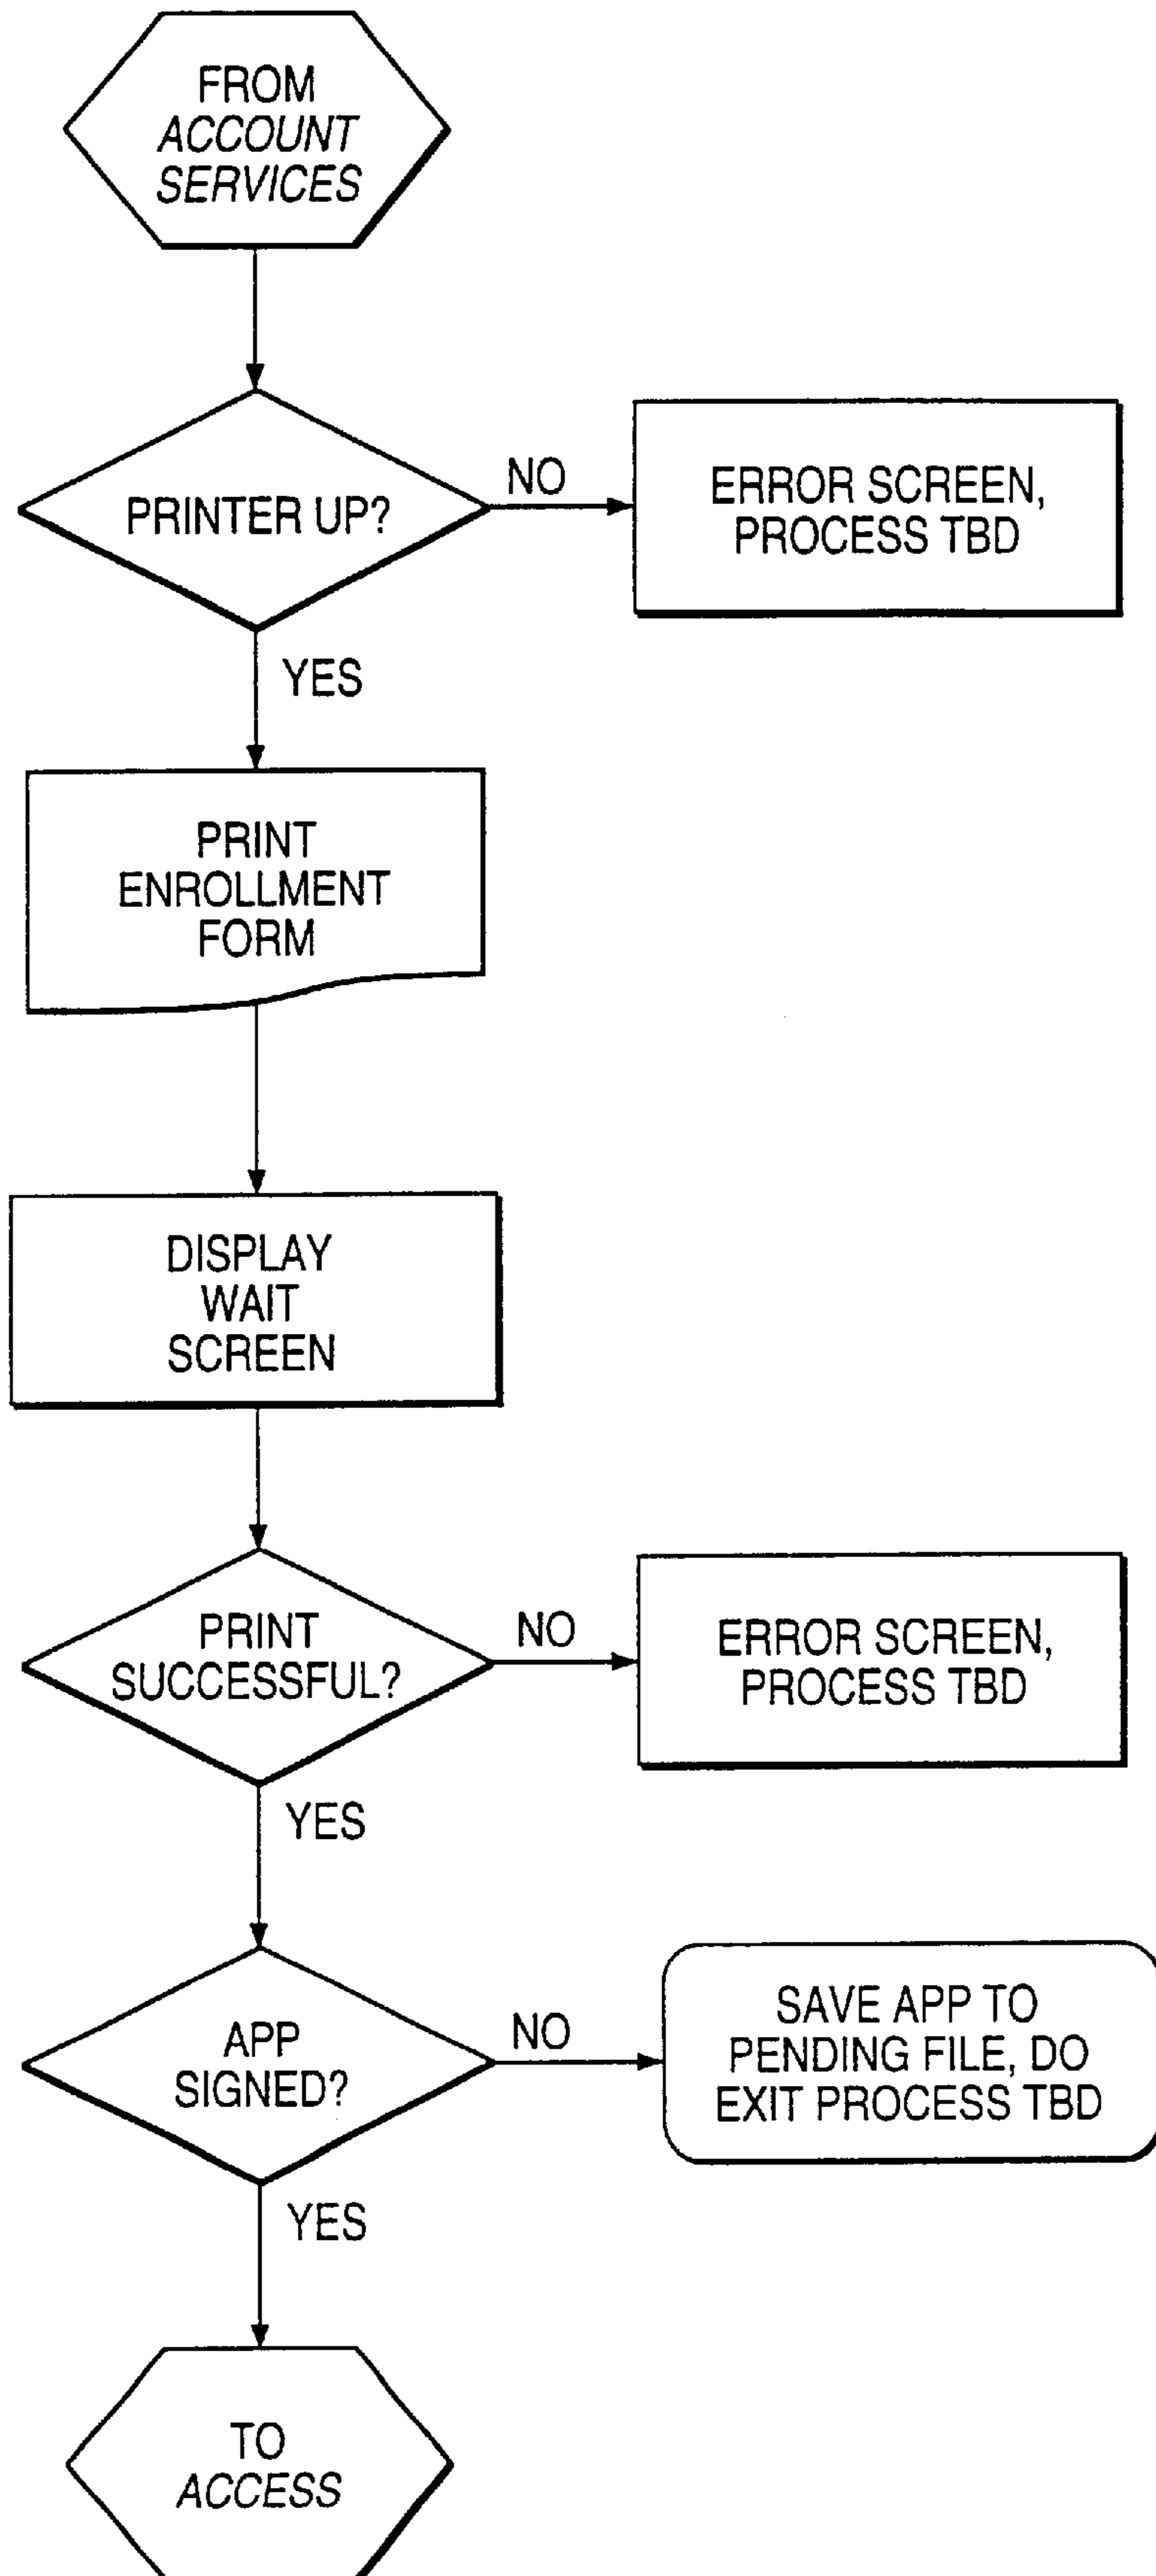 FROM
ACCOUNT
SERVICES
PRINTER UP?
NO
ERROR SCREEN,
PROCESS TBD
YES
PRINT
ENROLLMENT
FORM
DISPLAY
WAIT
SCREEN
PRINT
SUCCESSFUL?
NO
ERROR SCREEN,
PROCESS TBD
YES
APP
SIGNED?
NO
SAVE APP TO
PENDING FILE, DO
EXIT PROCESS TBD
YES
TO
ACCESS